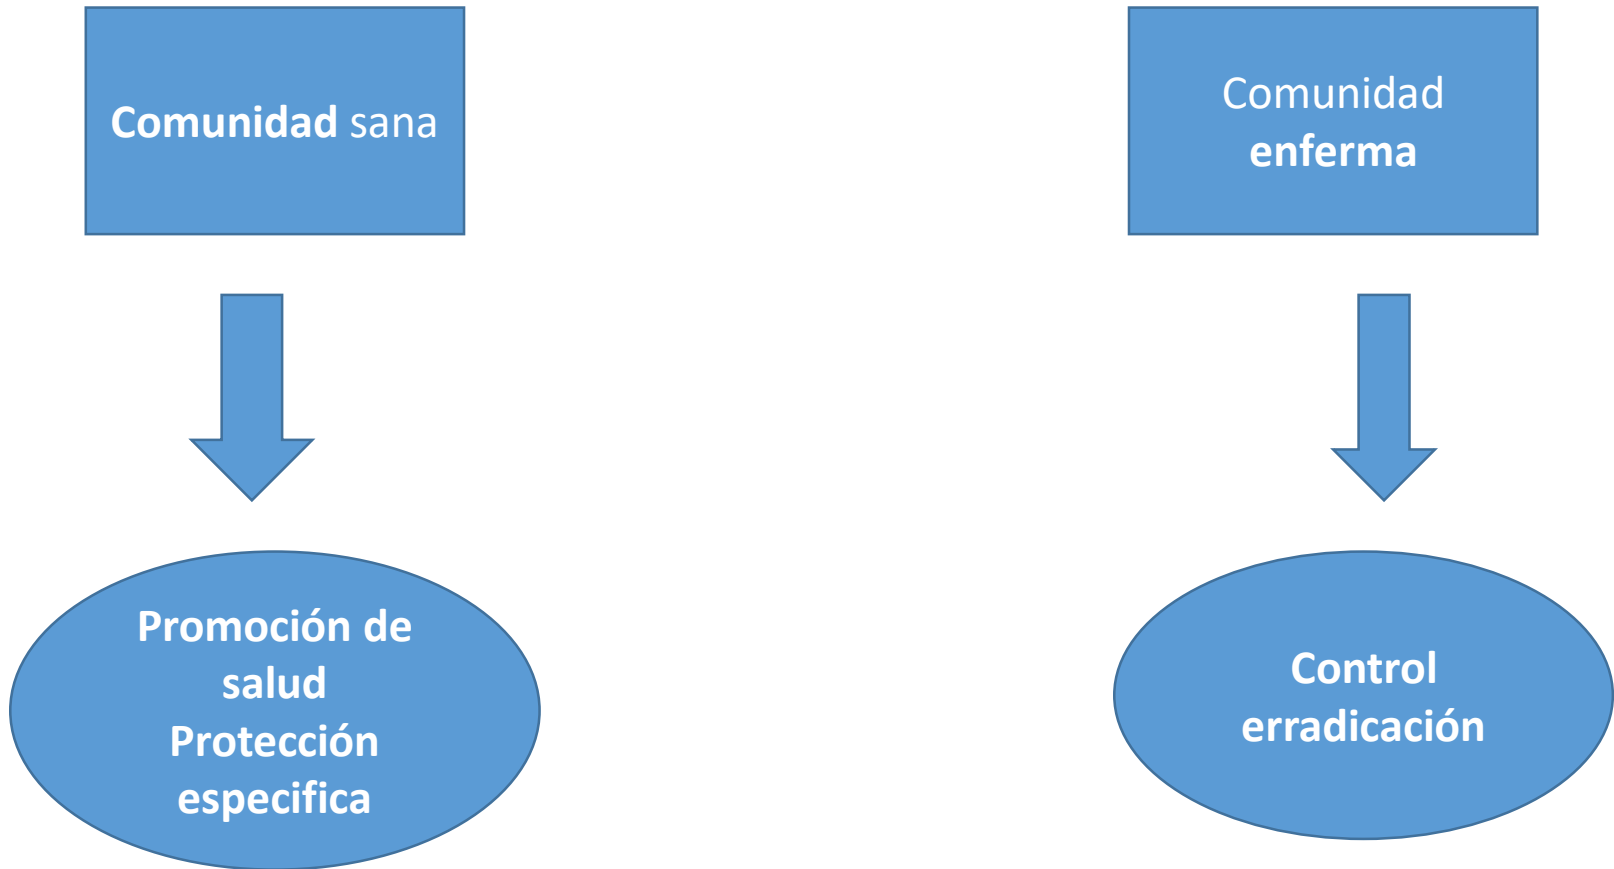 Comunidad sana
Promoción de
salud
Protección
especifica
Comunidad
enferma
Control
erradicación